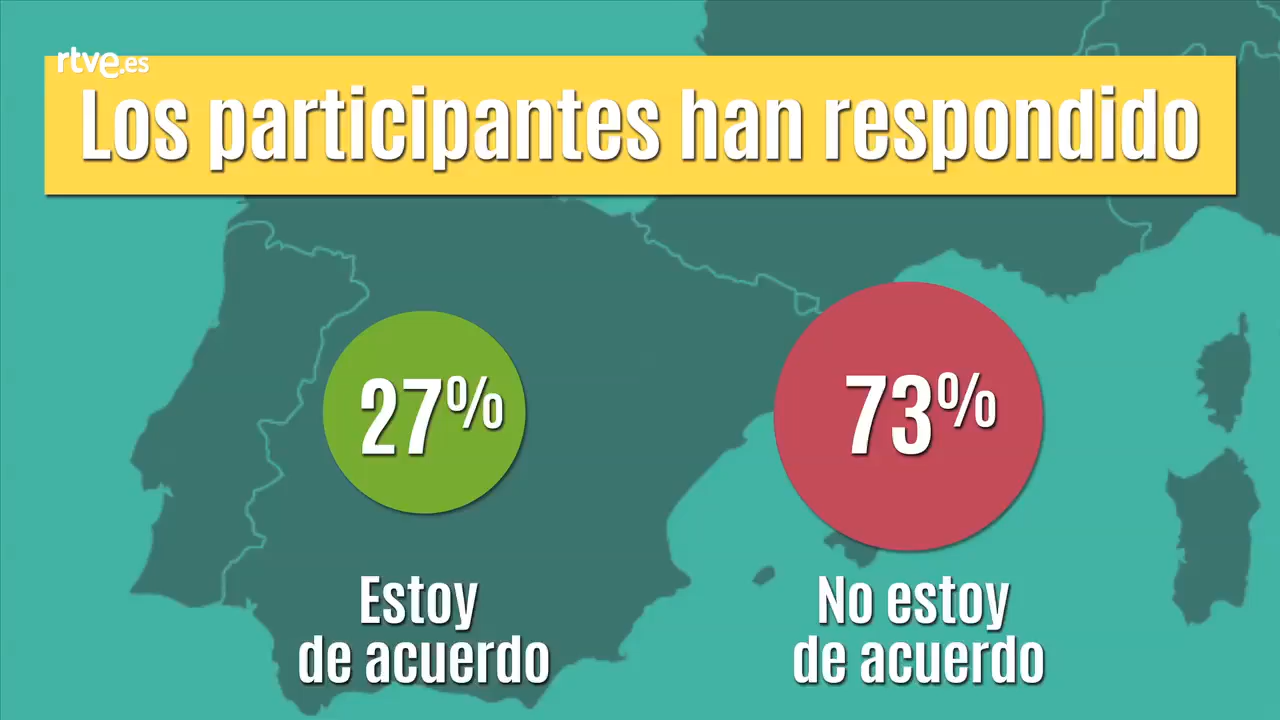 rtve.es
Los participantes han respondido
27%
73%
Estoy
de acuerdo
No estoy
de acuerdo